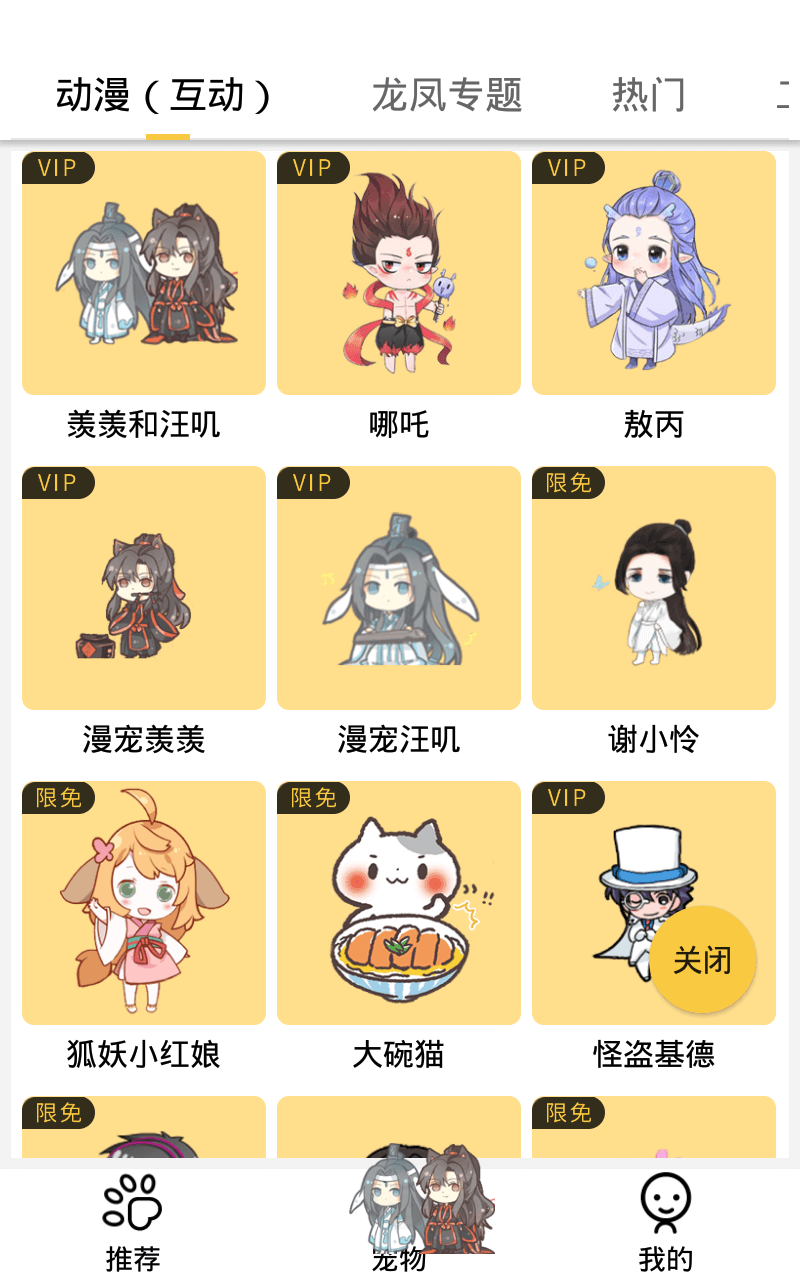 动漫（互动）
龙凤专题
热门
VIP
VIP
VIP
羡羡和汪叽
哪吒
敖丙
VIP
VIP
限免
漫宠羡羡
漫宠汪叽
谢小怜
限免
限免
VIP
关闭
狐妖小红娘
大碗猫
怪盗基德
限免
限免
推荐
宠物
我的